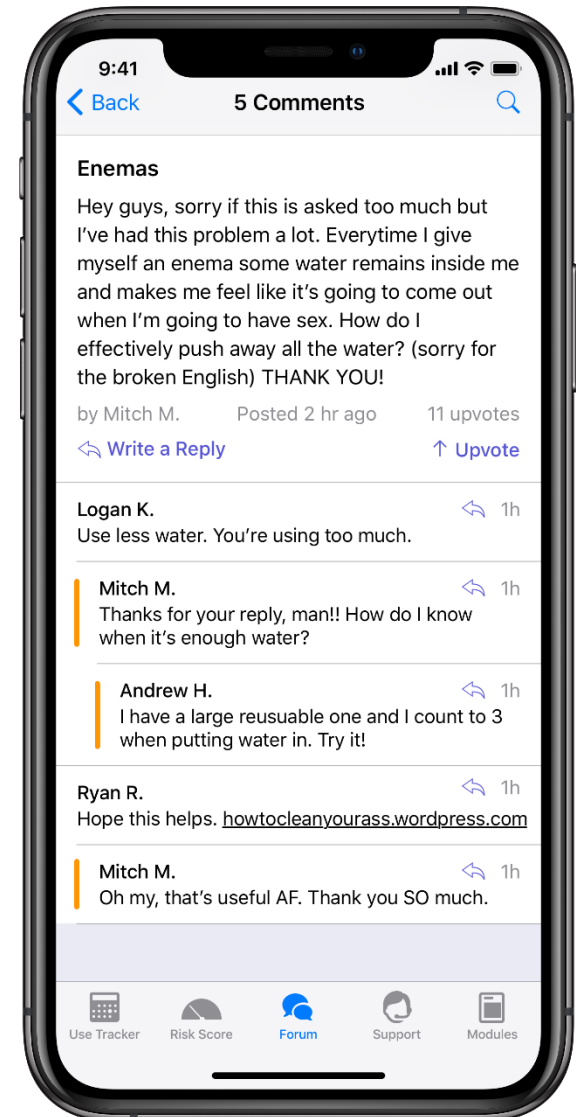 9:41
Back
5 Comments
Enemas
Hey guys, sorry if this is asked too much but
I've had this problem a lot. Everytime I give
myself an enema some water remains inside me
and makes me feel like it's going to come out
when I'm going to have sex. How do I
effectively push away all the water? (sorry for
the broken English) THANK YOU!
by Mitch M. Posted 2 hr ago 11 upvotes
Write a Reply
↑ Upvote
Logan K. 1h
Use less water. You're using too much.
Mitch M. 1h
Thanks for your reply, man!! How do I know
when it's enough water?
Andrew H. 1h
I have a large reusuable one and I count to 3
when putting water in. Try it!
Ryan R. 1h
Hope this helps. howtocleanyourass.wordpress.com
Mitch M. 1h
Oh my, that's useful AF. Thank you SO much.
Use Tracker Risk Score Forum Support Modules